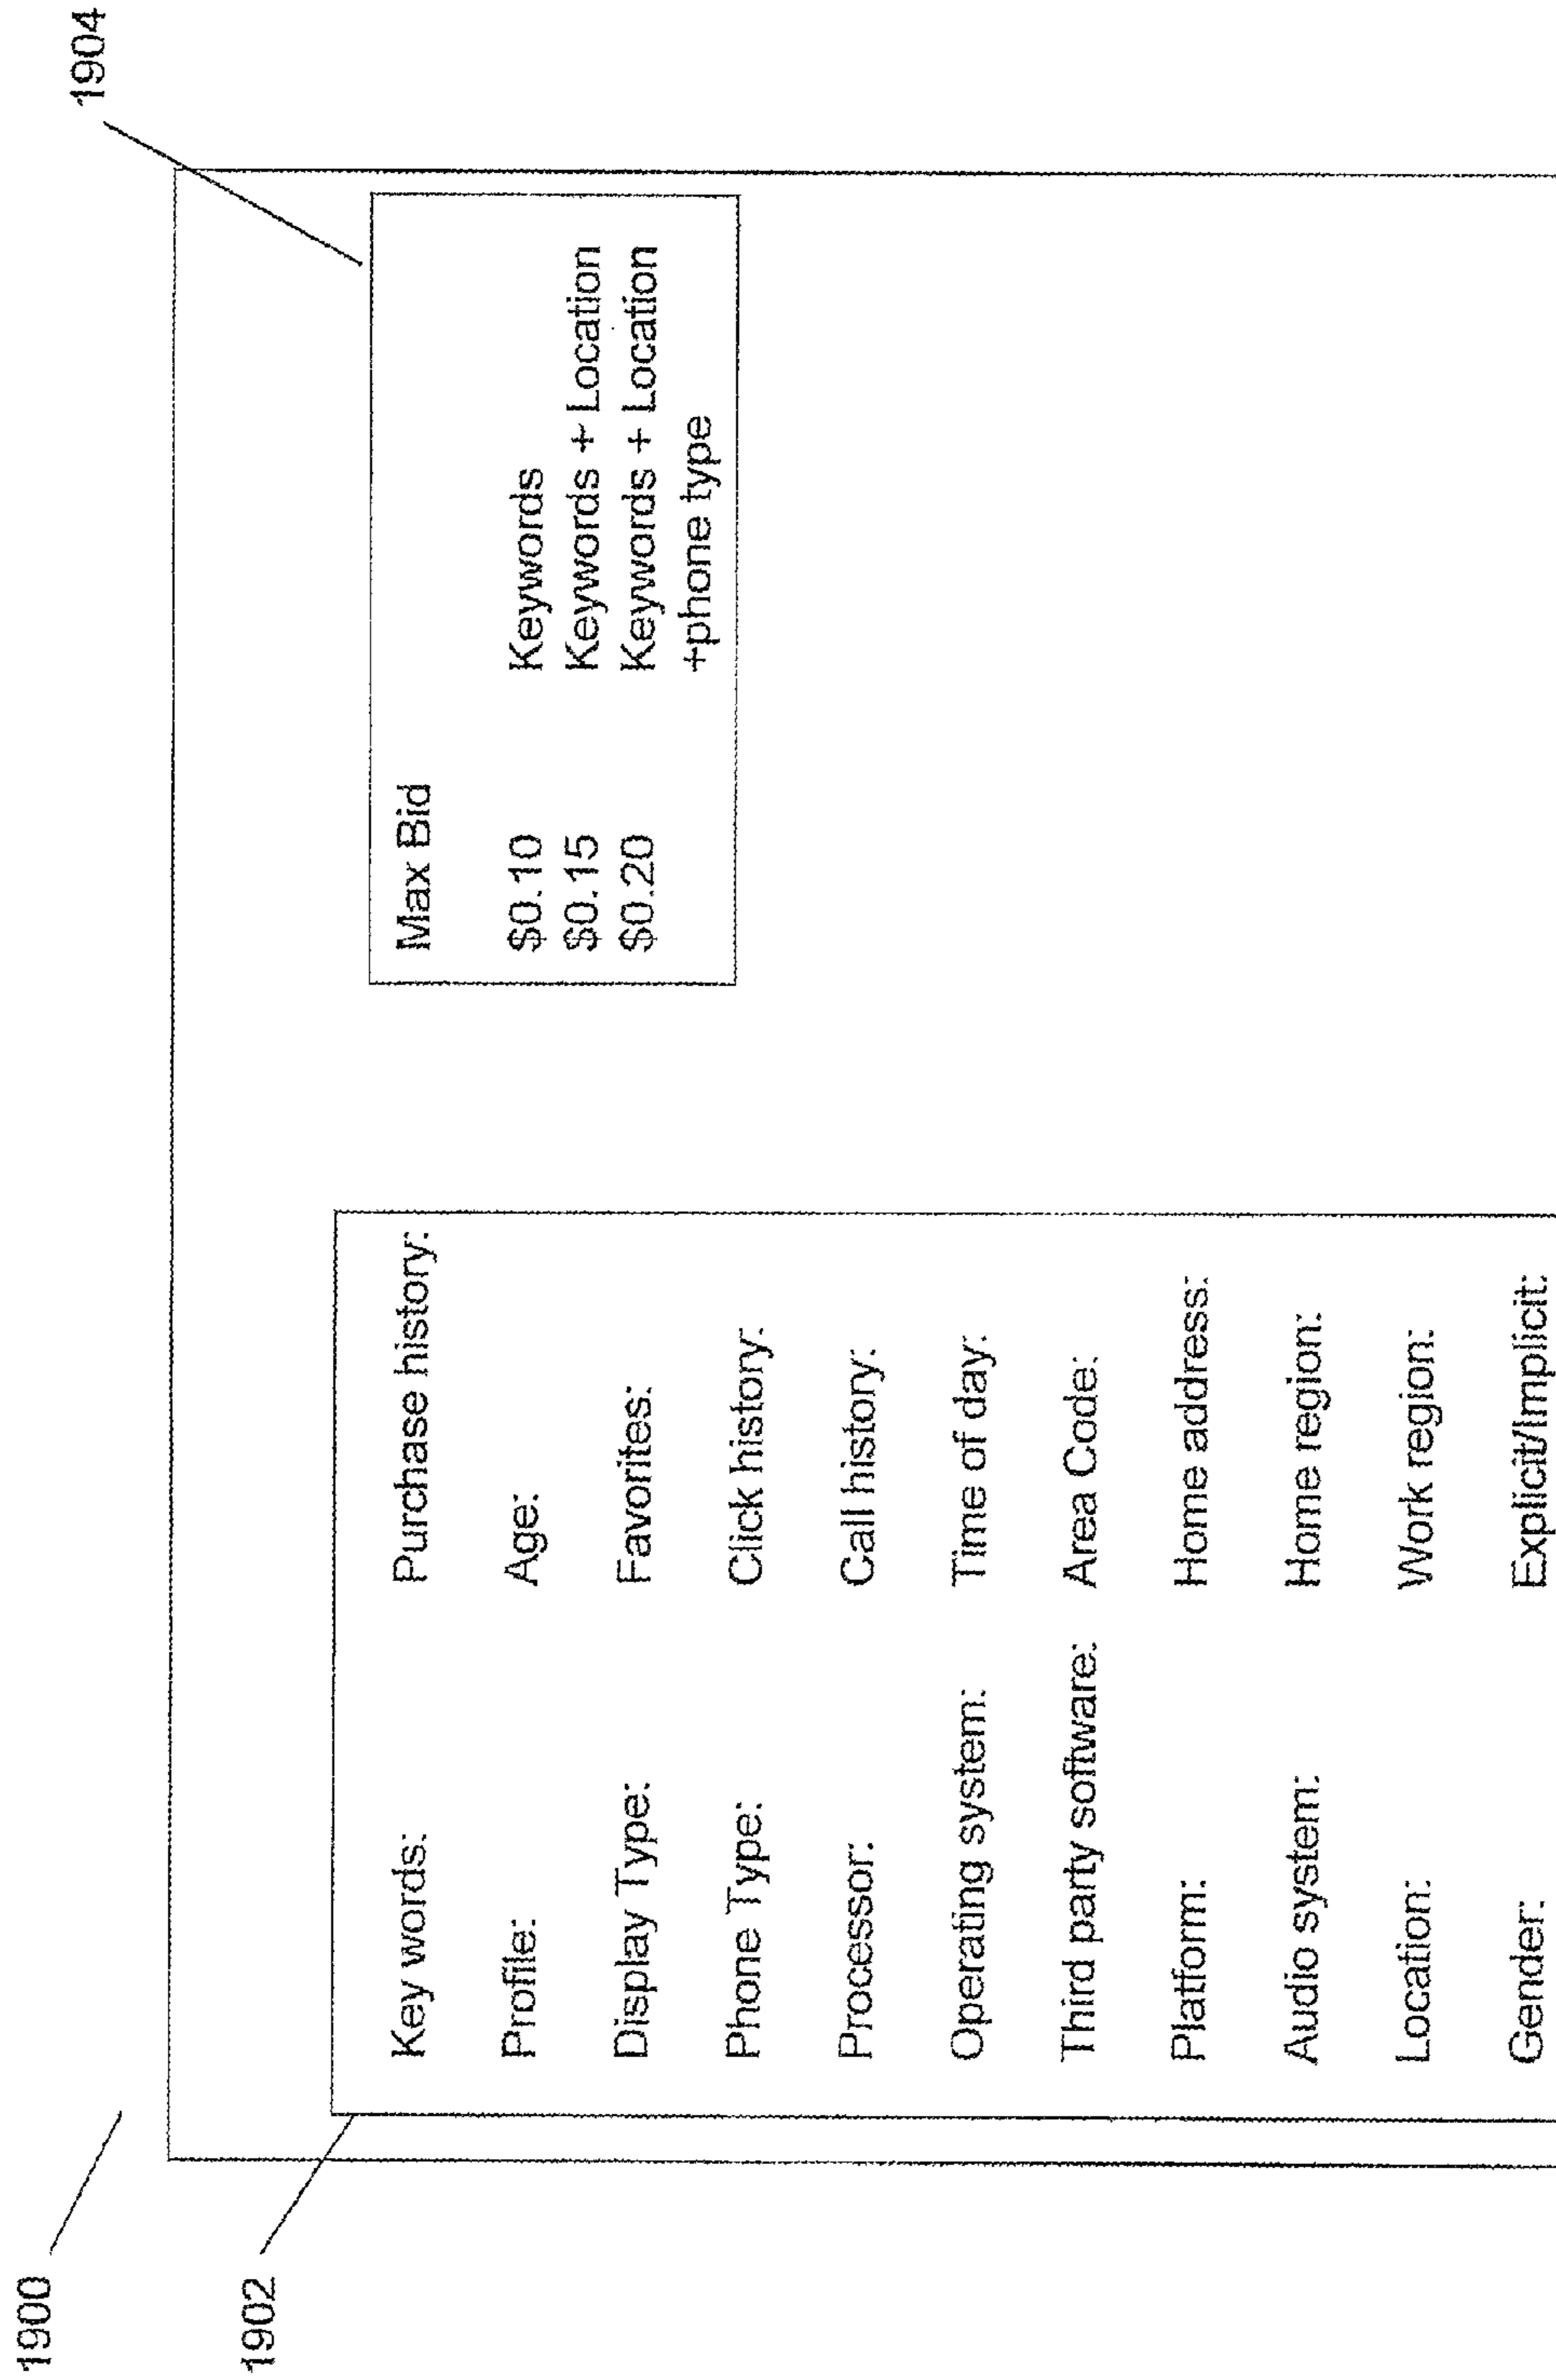 1900
1904
1902
Key words: Purchase history:
Profile: Age:
Display Type: Favorites:
Phone Type: Click history:
Processor: Call history:
Operating system: Time of day:
Third party software: Area Code:
Platform: Home address:
Audio system: Home region:
Location: Work region:
Gender: Explicit/Implicit:
Max Bid
$0.10 Keywords
$0.15 Keywords + Location
$0.20 Keywords + Location
+phone type